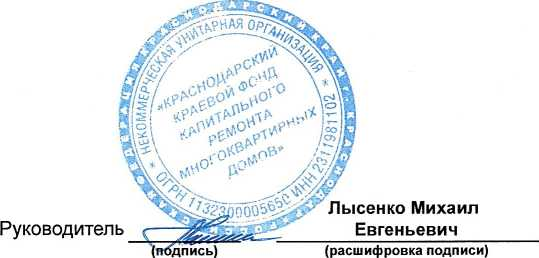 НЕКОММЕРЧЕСКАЯ УНИТАРНАЯ ОРГАНИЗАЦИЯ
* ОГРН 1132300005650 ИНН 2311981102 *
«КРАСНОДАРСКИЙ
КРАЕВОЙ ФОНД
КАПИТАЛЬНОГО
РЕМОНТА
МНОГОКВАРТИРНЫХ
ДОМОВ»
Лысенко Михаил
Руководитель Евгеньевич
(подпись) (расшифровка подписи)